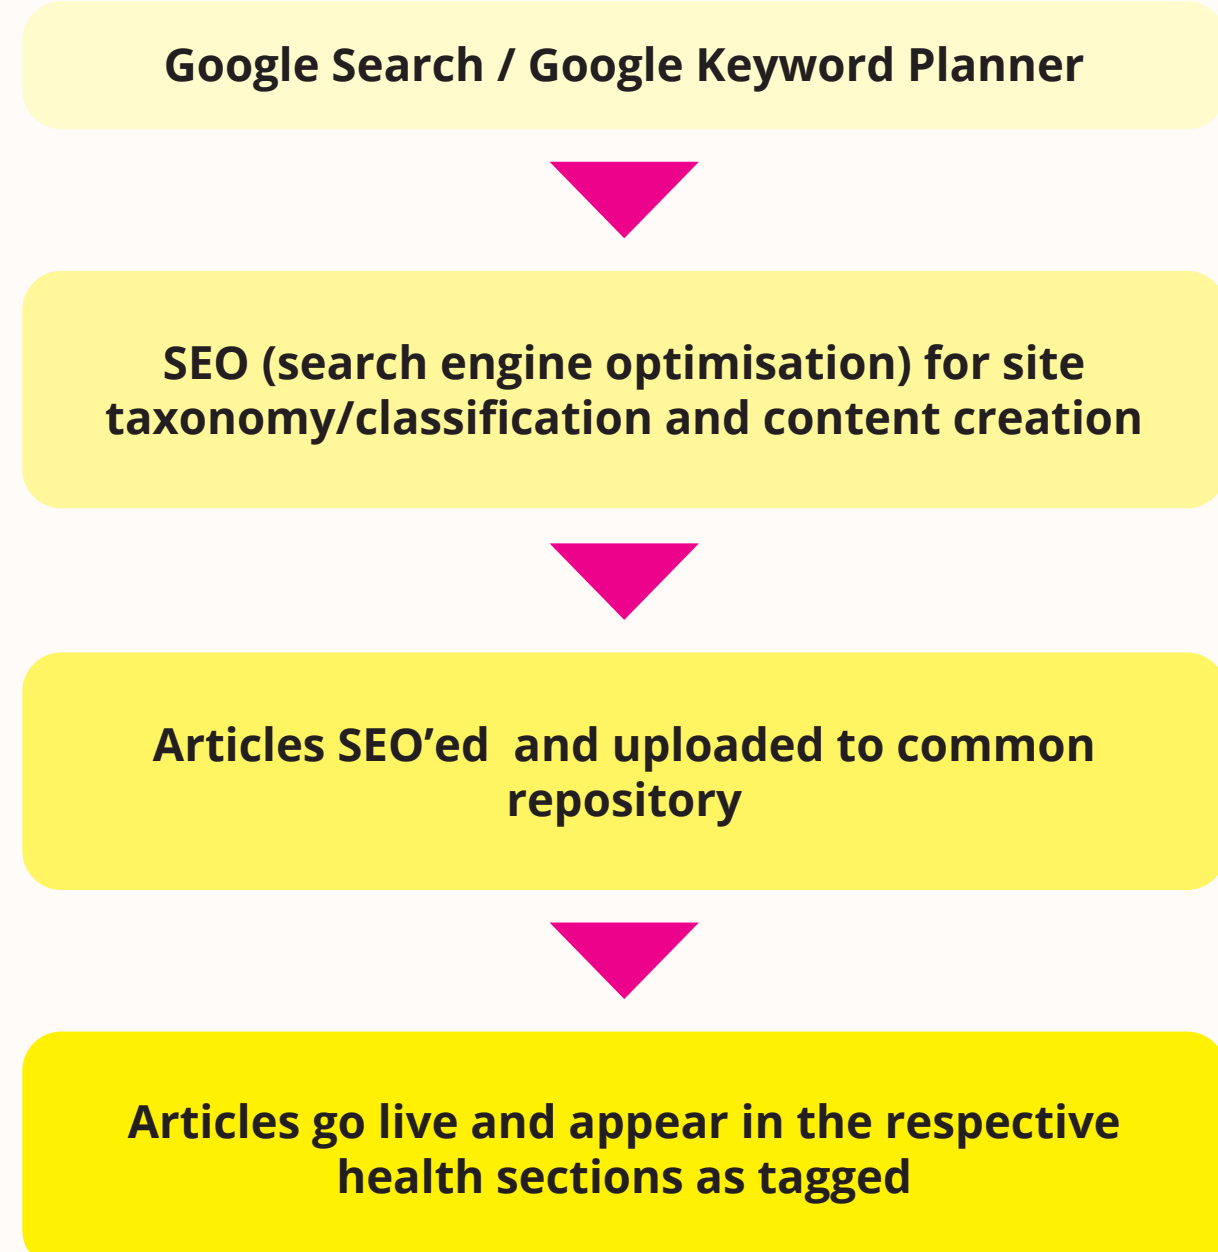 Google Search / Google Keyword Planner
SEO (search engine optimisation) for site
taxonomy/classification and content creation
Articles SEO’ed  and uploaded to common
repository
Articles go live and appear in the respective
health sections as tagged